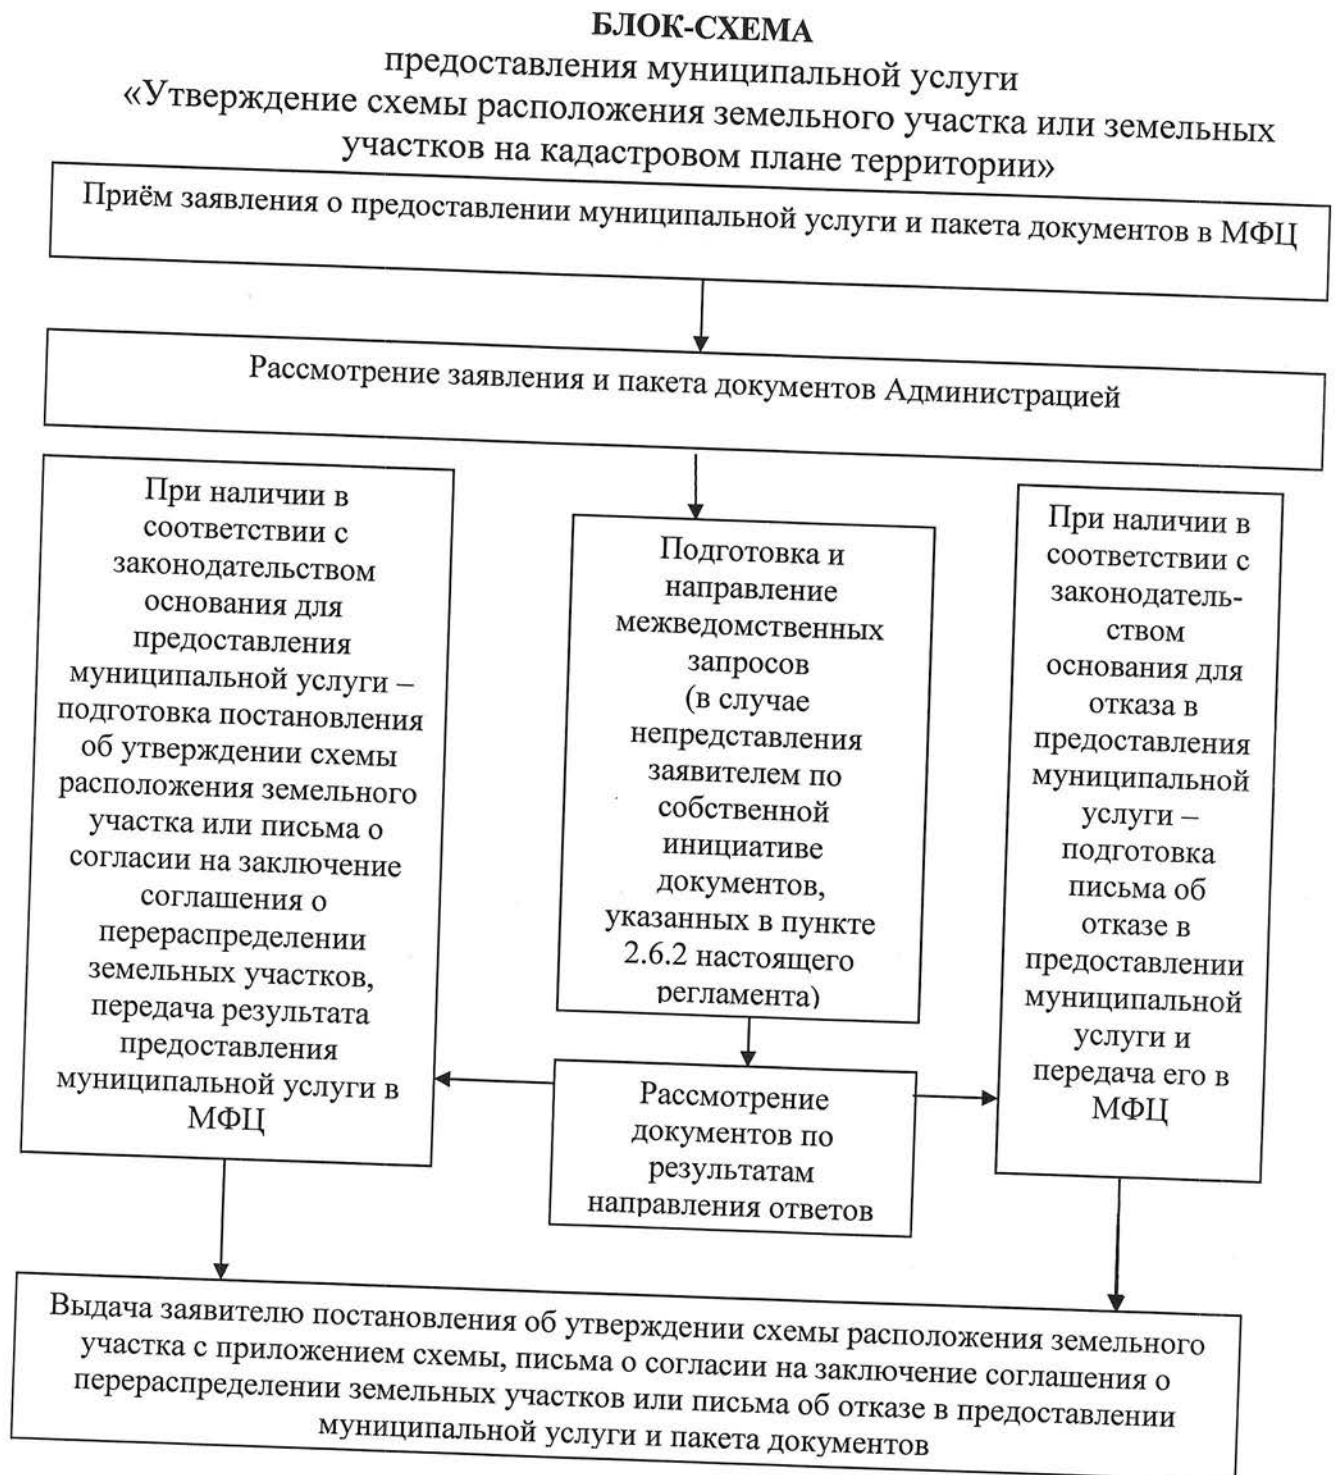 БЛОК-СХЕМА
предоставления муниципальной услуги
«Утверждение схемы расположения земельного участка или земельных
участков на кадастровом плане территории»
Приём заявления о предоставлении муниципальной услуги и пакета документов в МФЦ
Рассмотрение заявления и пакета документов Администрацией
При наличии в
соответствии с
законодательством
основания для
предоставления
муниципальной услуги –
подготовка постановления
об утверждении схемы
расположения земельного
участка или письма о
согласии на заключение
соглашения о
перераспределении
земельных участков,
передача результата
предоставления
муниципальной услуги в
МФЦ
Подготовка и
направление
межведомственных
запросов
(в случае
непредставления
заявителем по
собственной
инициативе
документов,
указанных в пункте
2.6.2 настоящего
регламента)
Рассмотрение
документов по
результатам
направления ответов
При наличии в
соответствии с
законодатель-
ством
основания для
отказа в
предоставления
муниципальной
услуги –
подготовка
письма об
отказе в
предоставлении
муниципальной
услуги и
передача его в
МФЦ
Выдача заявителю постановления об утверждении схемы расположения земельного
участка с приложением схемы, письма о согласии на заключение соглашения о
перераспределении земельных участков или письма об отказе в предоставлении
муниципальной услуги и пакета документов